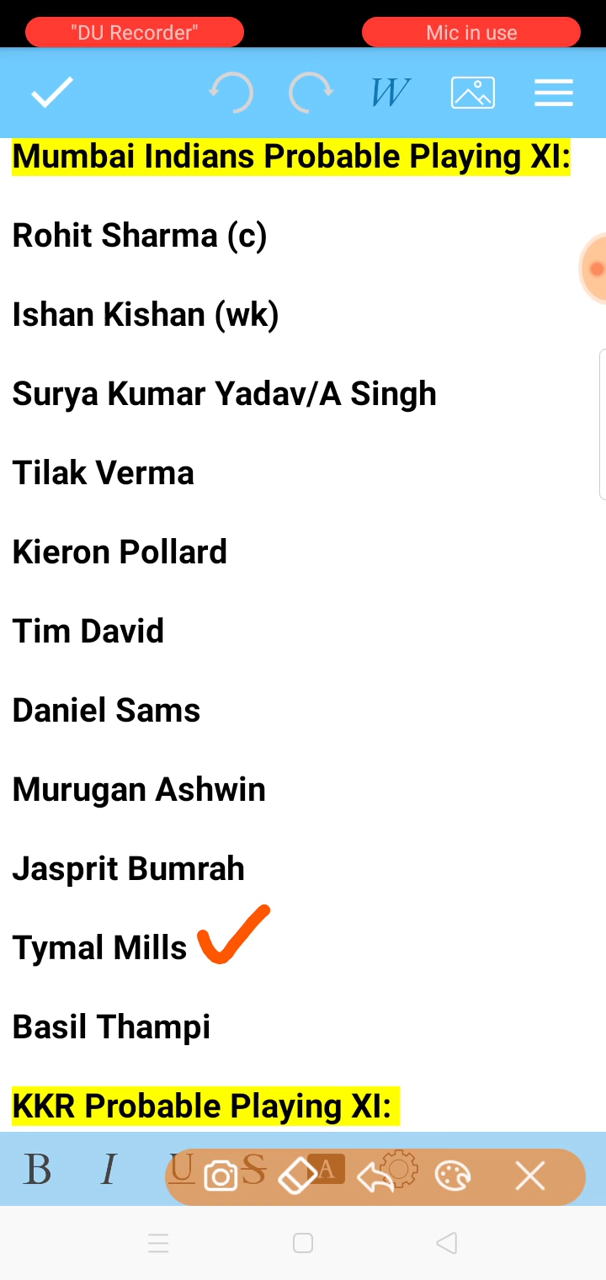 "DU Recorder" Mic in use
W
Mumbai Indians Probable Playing XI:
Rohit Sharma (c)
Ishan Kishan (wk)
Surya Kumar Yadav/A Singh
Tilak Verma
Kieron Pollard
Tim David
Daniel Sams
Murugan Ashwin
Jasprit Bumrah
Tymal Mills
Basil Thampi
KKR Probable Playing XI:
B I U S A